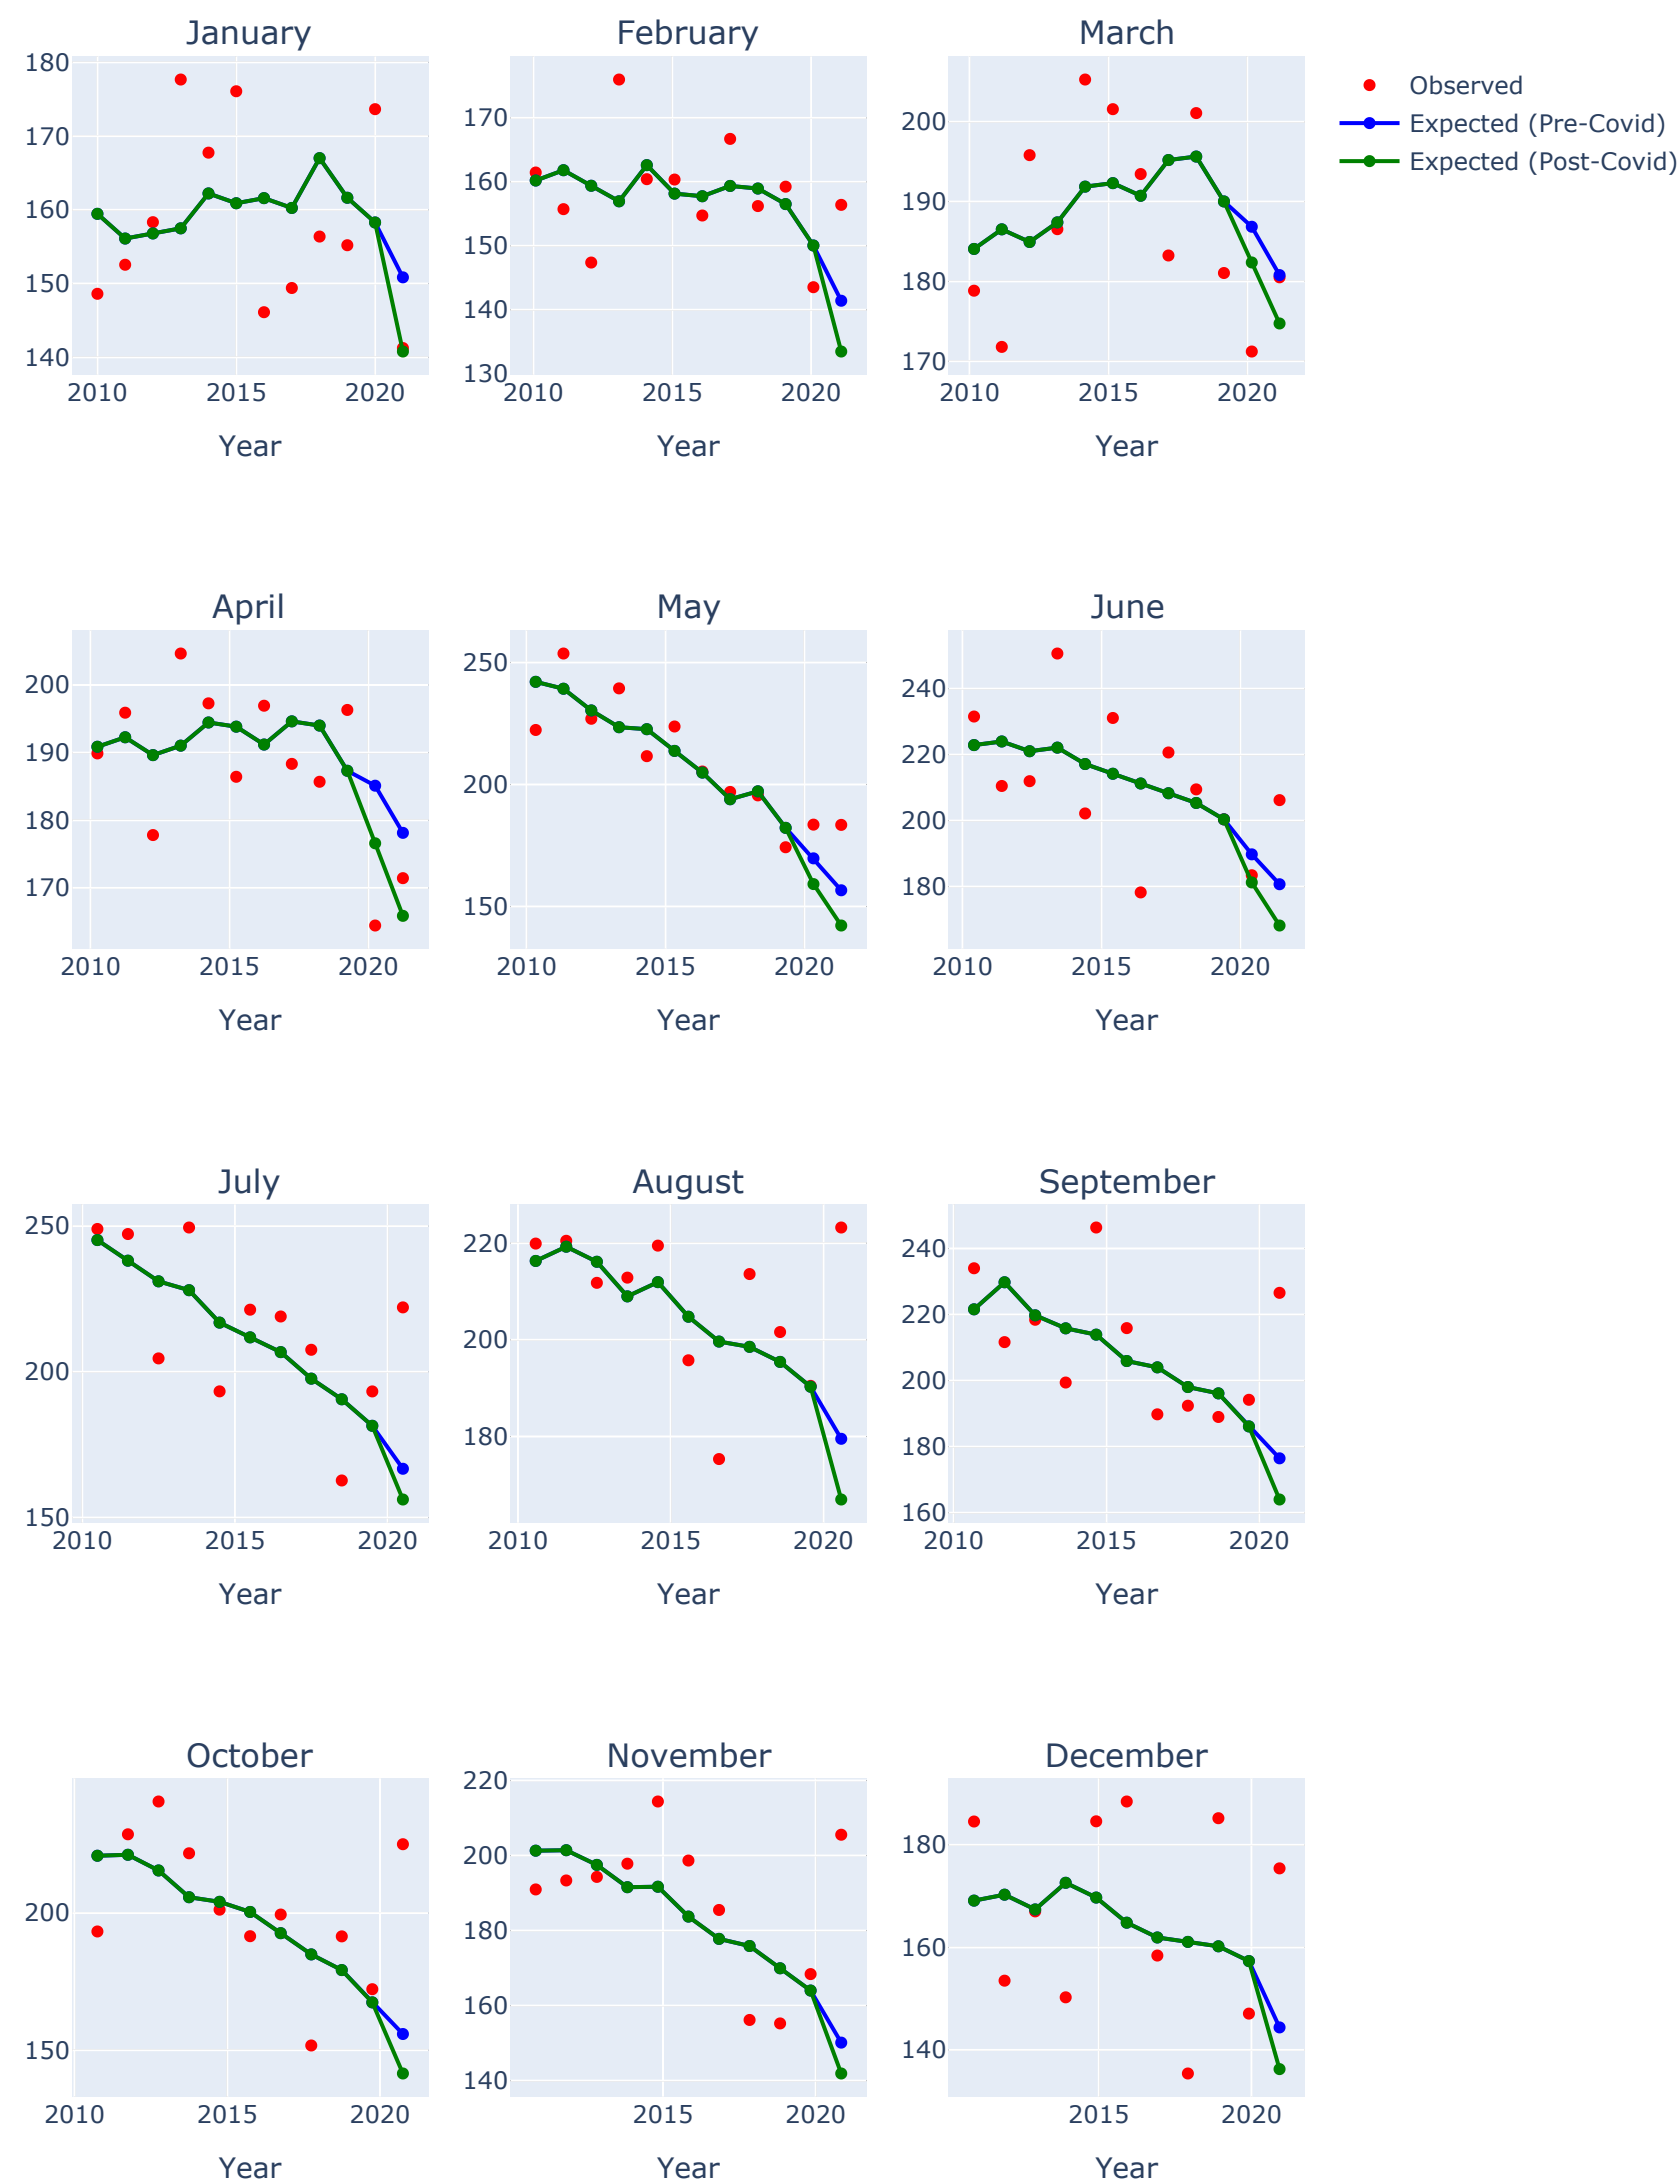 January
February
March
Observed
Expected (Pre-Covid)
Expected (Post-Covid)
180
170
160
150
140
2010
2015
2020
Year
170
160
150
140
130
2010
2015
2020
Year
200
190
180
170
2010
2015
2020
Year
April
May
June
200
190
180
170
2010
2015
2020
Year
250
200
150
2010
2015
2020
Year
240
220
200
180
2010
2015
2020
Year
July
August
September
250
200
150
2010
2015
2020
Year
220
200
180
2010
2015
2020
Year
240
220
200
180
160
2010
2015
2020
Year
October
November
December
200
150
2010
2015
2020
Year
220
200
180
160
140
2015
2020
Year
180
160
140
2015
2020
Year